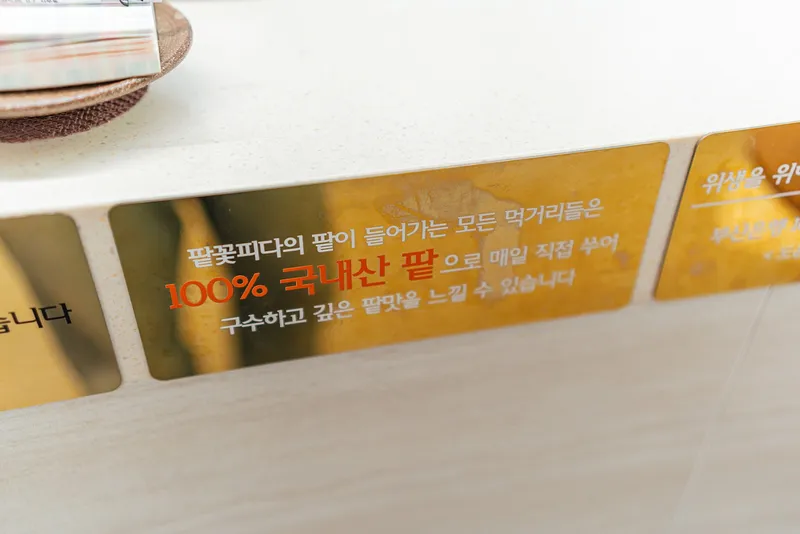 습니다
팥꽃피다의 팥이 들어가는 모든 먹거리들은
100% 국내산 팥으로 매일 직접 쑤어
구수하고 깊은 팥맛을 느낄 수 있습니다
위생을